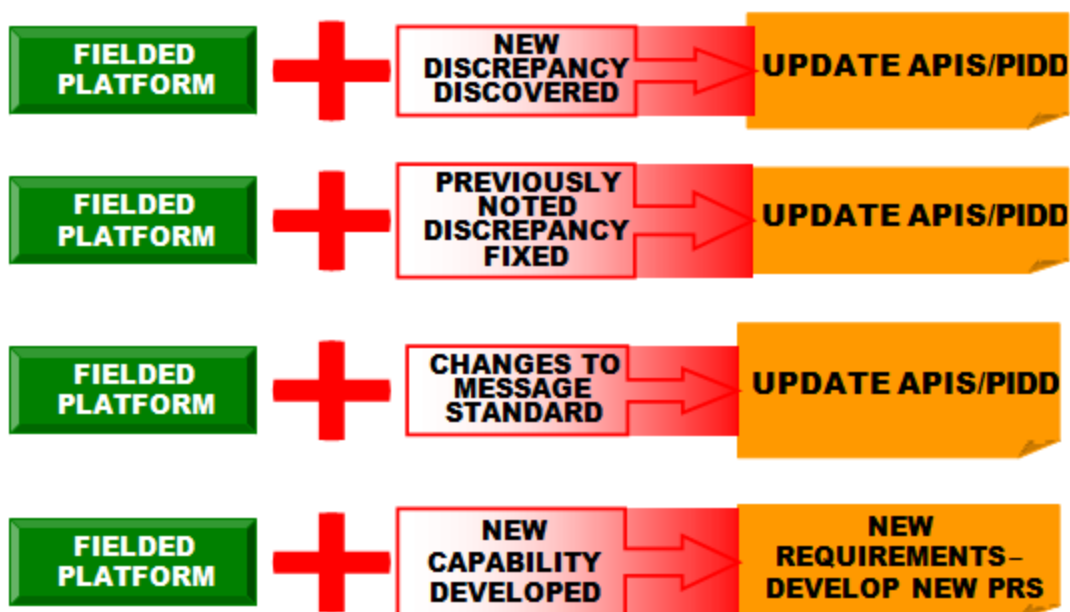 FIELDED
PLATFORM
NEW
DISCREPANCY
DISCOVERED
UPDATE APIS/PIDD
FIELDED
PLATFORM
PREVIOUSLY
NOTED
DISCREPANCY
FIXED
UPDATE APIS/PIDD
FIELDED
PLATFORM
CHANGES TO
MESSAGE
STANDARD
UPDATE APIS/PIDD
FIELDED
PLATFORM
NEW
CAPABILITY
DEVELOPED
NEW
REQUIREMENTS–
DEVELOP NEW PRS